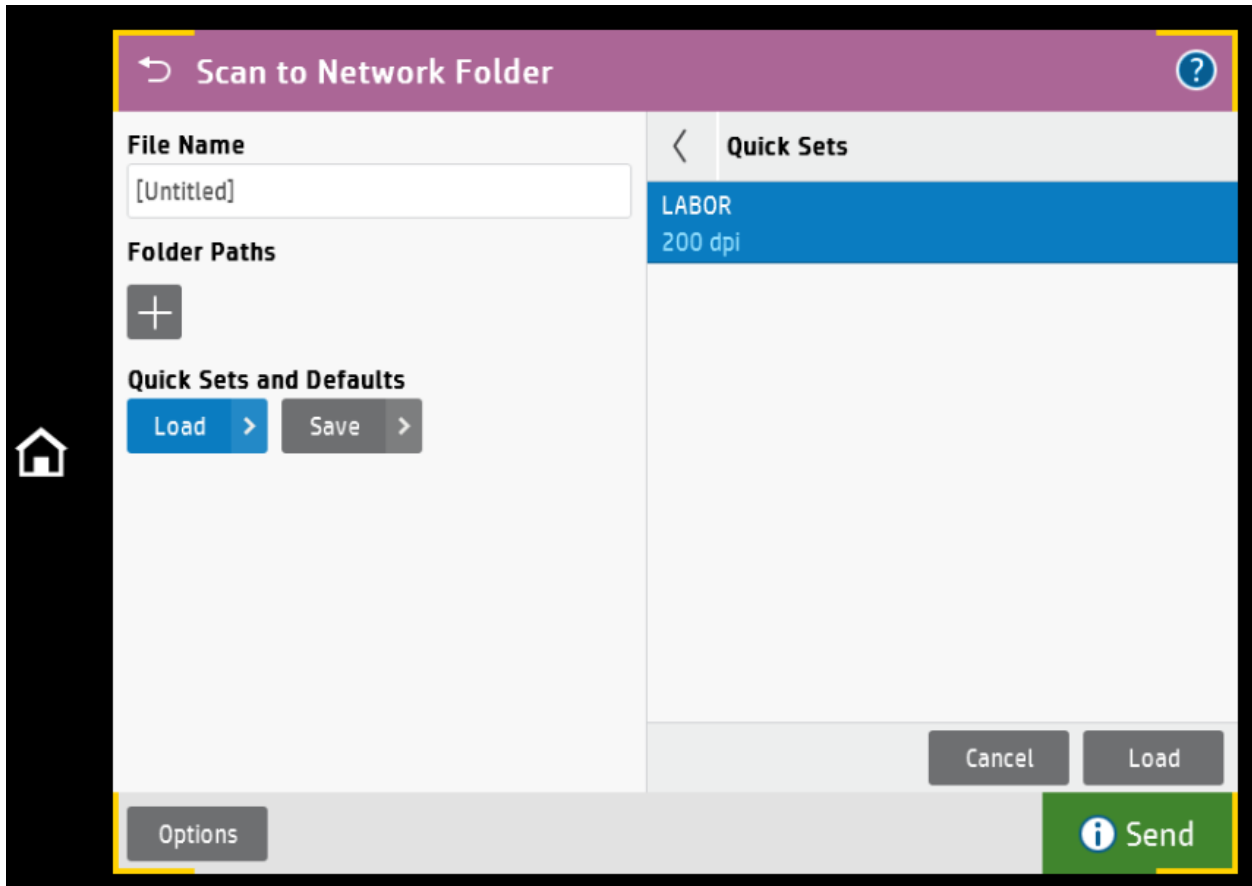 Scan to Network Folder
?
File Name
[Untitled]
Folder Paths
Quick Sets and Defaults
Load
Save
Quick Sets
LABOR
200 dpi
Cancel
Load
Options
i Send